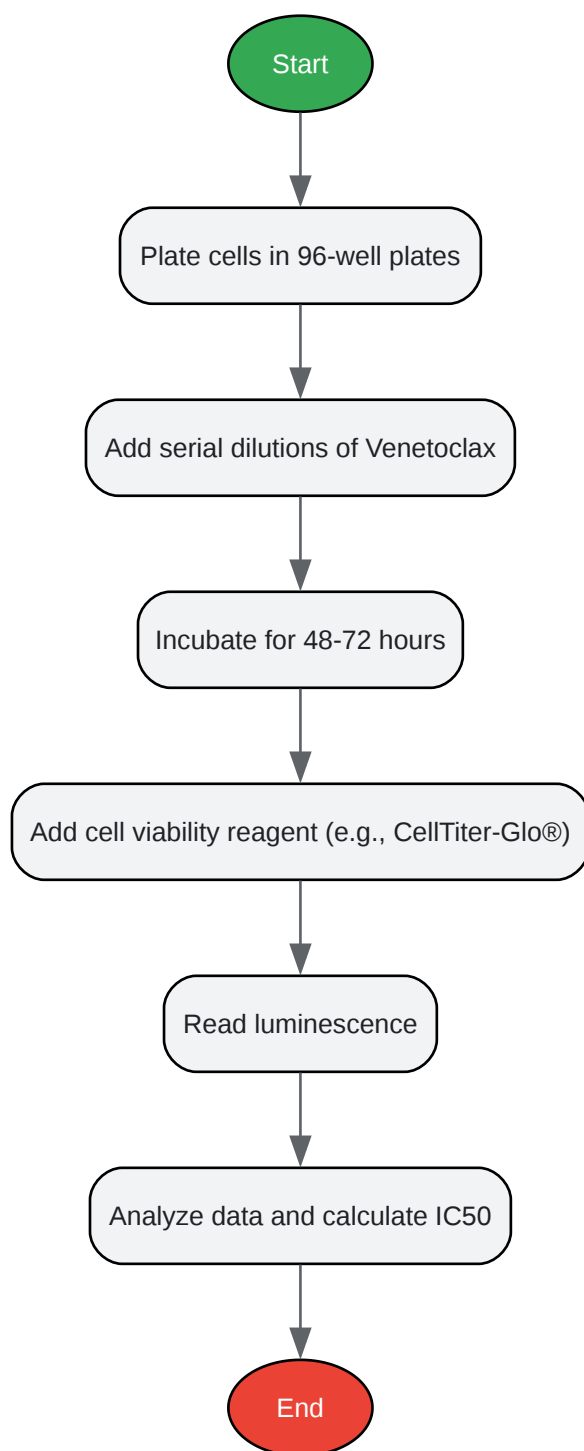 Start
Plate cells in 96-well plates
Add serial dilutions of Venetoclax
Incubate for 48-72 hours
Add cell viability reagent (e.g., CellTiter-Glo®)
Read luminescence
Analyze data and calculate IC50
End